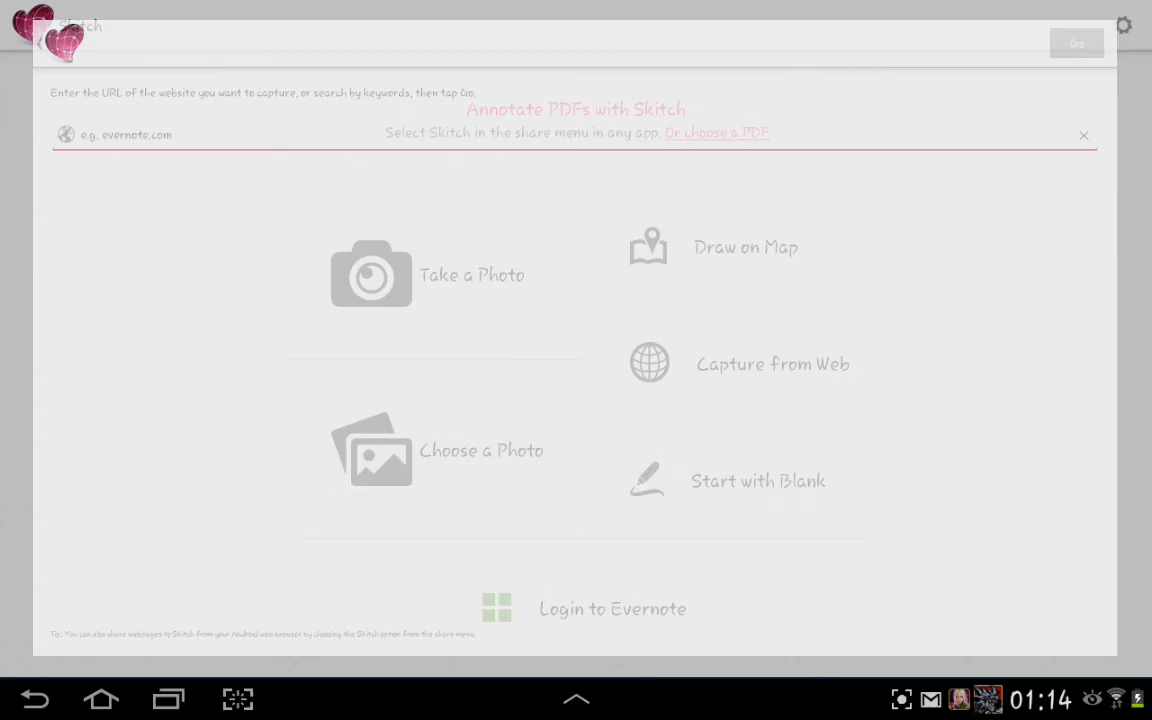 Skitch
Go
Enter the URL of the website you want to capture, or search by keywords, then tap Go.
Annotate PDFs with Skitch
Select Skitch in the share menu in any app. Or choose a PDF
e.g. evernote.com
Take a Photo
Draw on Map
Capture from Web
Choose a Photo
Start with Blank
Login to Evernote
Tip: You can also share webpages to Skitch from your Android web browser by choosing the Skitch option from the share menu.
01:14